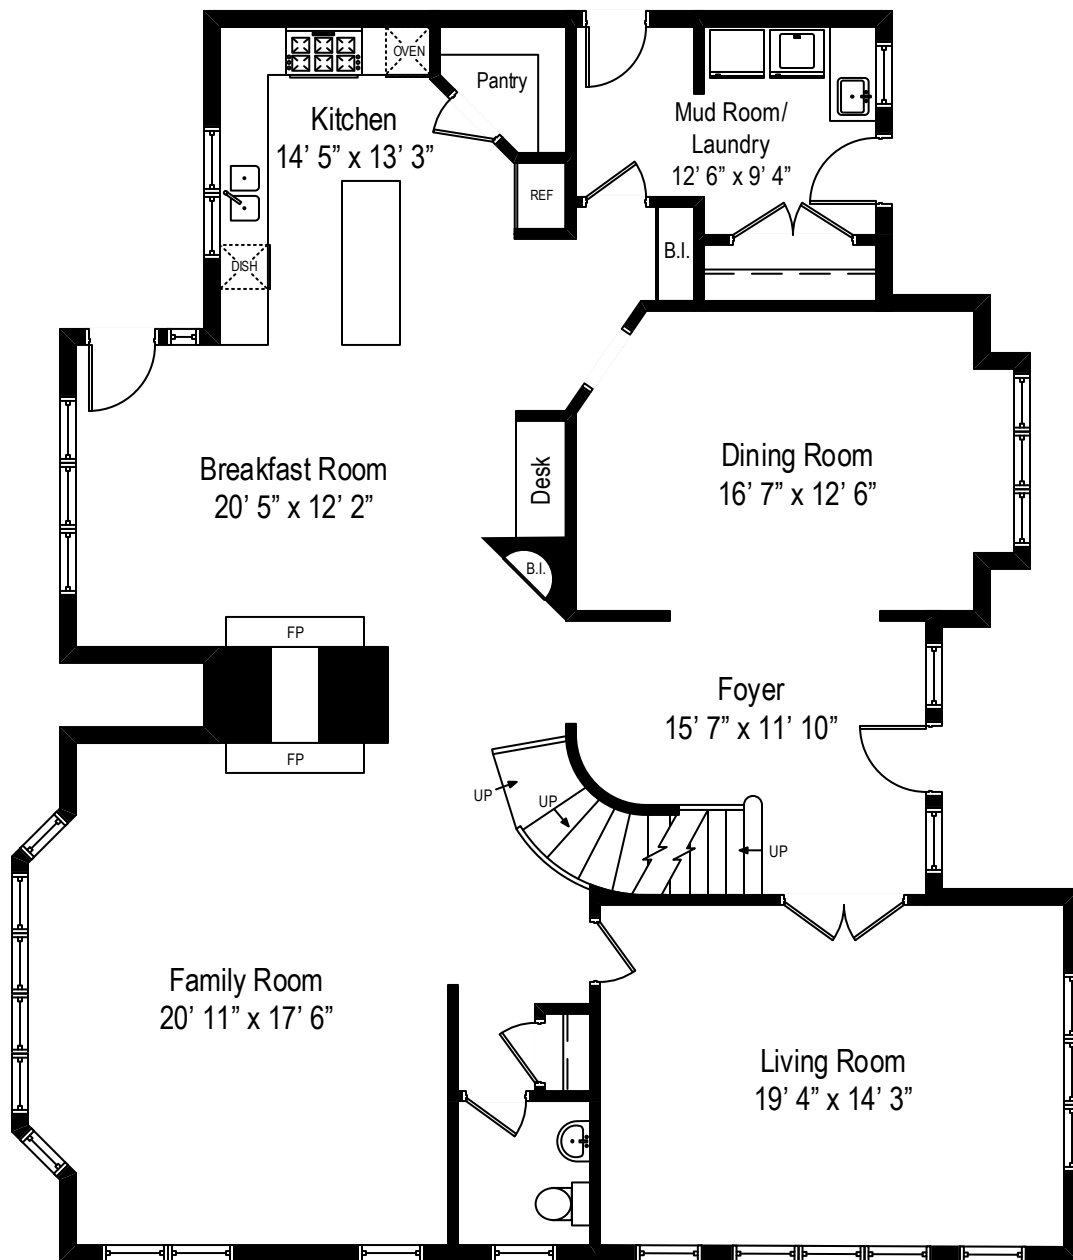 OVEN
Pantry
Kitchen
14’ 5” x 13’ 3”
Mud Room/
Laundry
12’ 6” x 9’ 4”
REF
B.I.
DISH
Breakfast Room
20’ 5” x 12’ 2”
Desk
Dining Room
16’ 7” x 12’ 6”
B.I.
FP
Foyer
15’ 7” x 11’ 10”
FP
UP
UP
UP
Family Room
20’ 11” x 17’ 6”
Living Room
19’ 4” x 14’ 3”